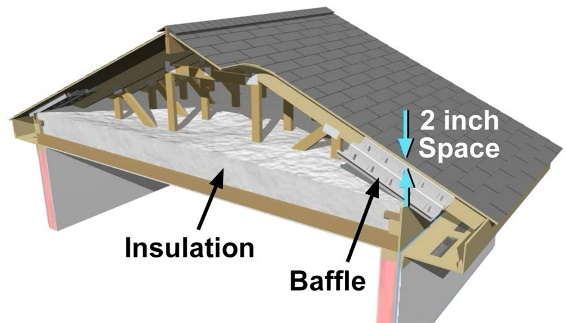 2 inch
Space
Insulation
Baffle